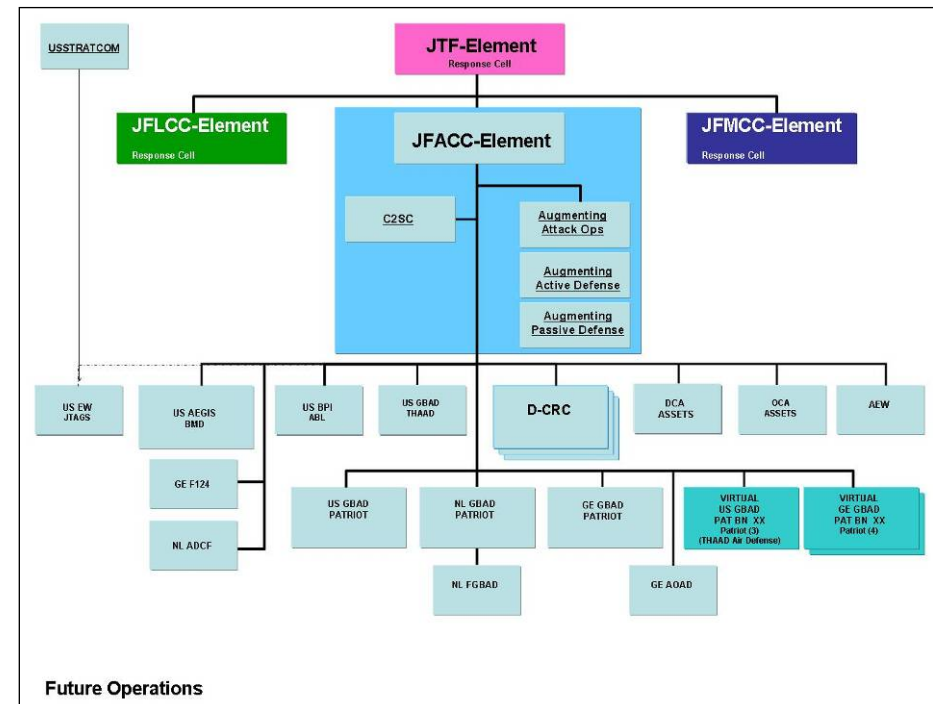 USSTRATCOM
JTF-Element
Response Cell
JFLCC-Element
Response Cell
JFACC-Element
JFMCC-Element
Response Cell
C2SC
Augmenting
Attack Ops
Augmenting
Active Defense
Augmenting
Passive Defense
US EW
JTAGS
US AEGIS
BMD
US BPI
ABL
US GBAD
THAAD
D-CRC
DCA
ASSETS
OCA
ASSETS
AEW
GE F124
NL ADCF
US GBAD
PATRIOT
NL GBAD
PATRIOT
GE GBAD
PATRIOT
VIRTUAL
US GBAD
PAT BN XX
Patriot (3)
(THAAD Air Defense)
VIRTUAL
GE GBAD
PAT BN XX
Patriot (4)
NL FGBAD
GE AOAD
Future Operations